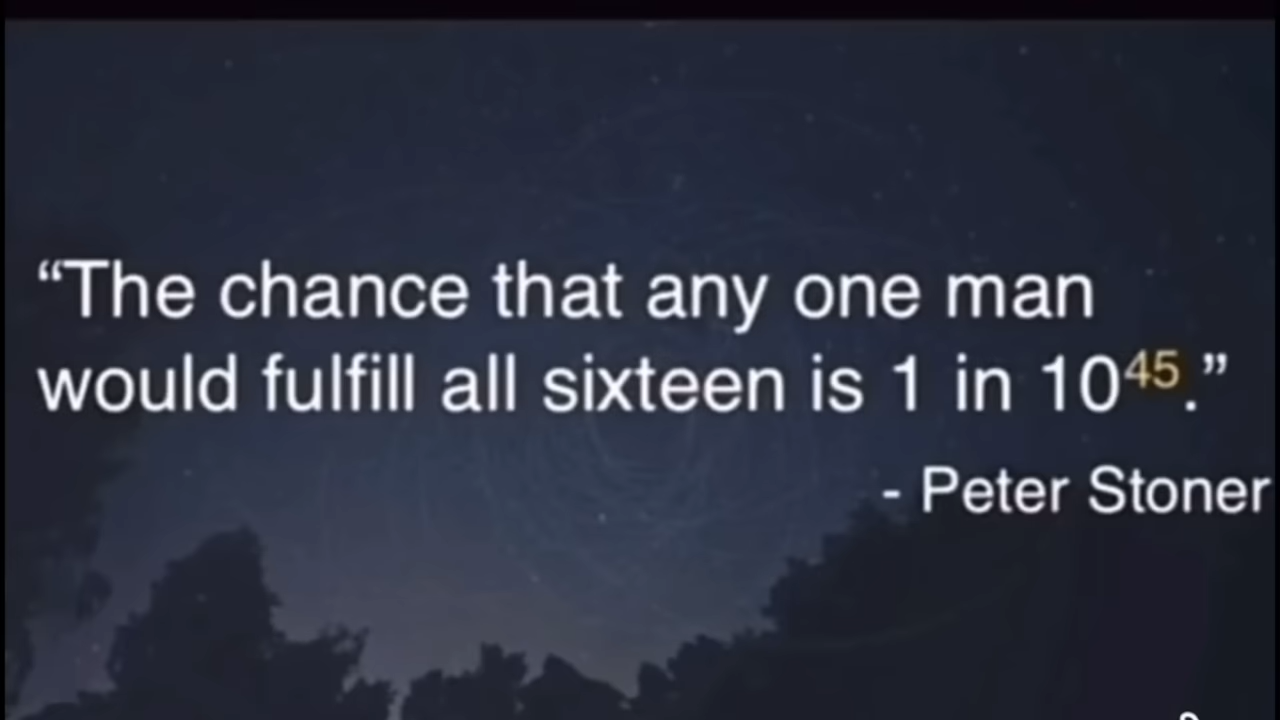 “The chance that any one man
would fulfill all sixteen is 1 in 10⁴⁵.”
- Peter Stoner